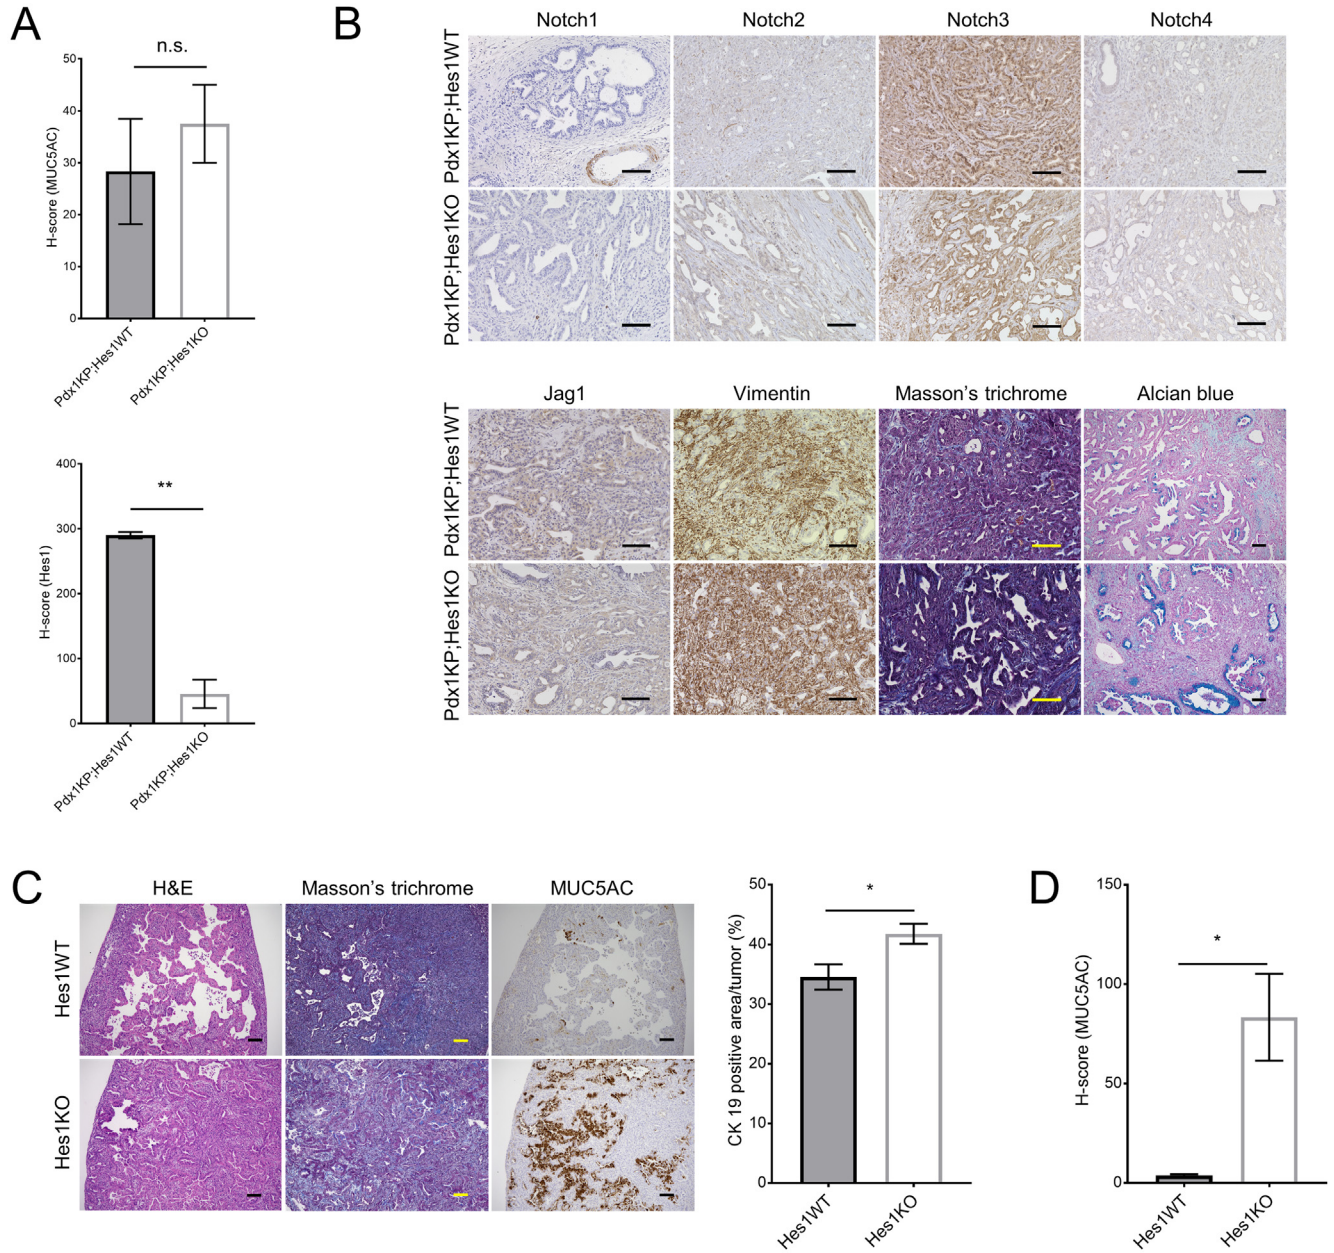 A
n.s.
50
40
30
20
10
0
H-score (MUC5AC)
Pdx1KP;Hes1WT
Pdx1KP;Hes1KO
**
400
300
200
100
0
H-score (Hes1)
Pdx1KP;Hes1WT
Pdx1KP;Hes1KO
B
Notch1 Notch2 Notch3 Notch4
Pdx1KP;Hes1WT
Pdx1KP;Hes1KO
Jag1 Vimentin Masson's trichrome Alcian blue
Pdx1KP;Hes1WT
Pdx1KP;Hes1KO
C
H&E Masson's trichrome MUC5AC
Hes1WT
Hes1KO
*
50
40
30
20
10
0
CK 19 positive area/tumor (%)
Hes1WT
Hes1KO
D
*
150
100
50
0
H-score (MUC5AC)
Hes1WT
Hes1KO